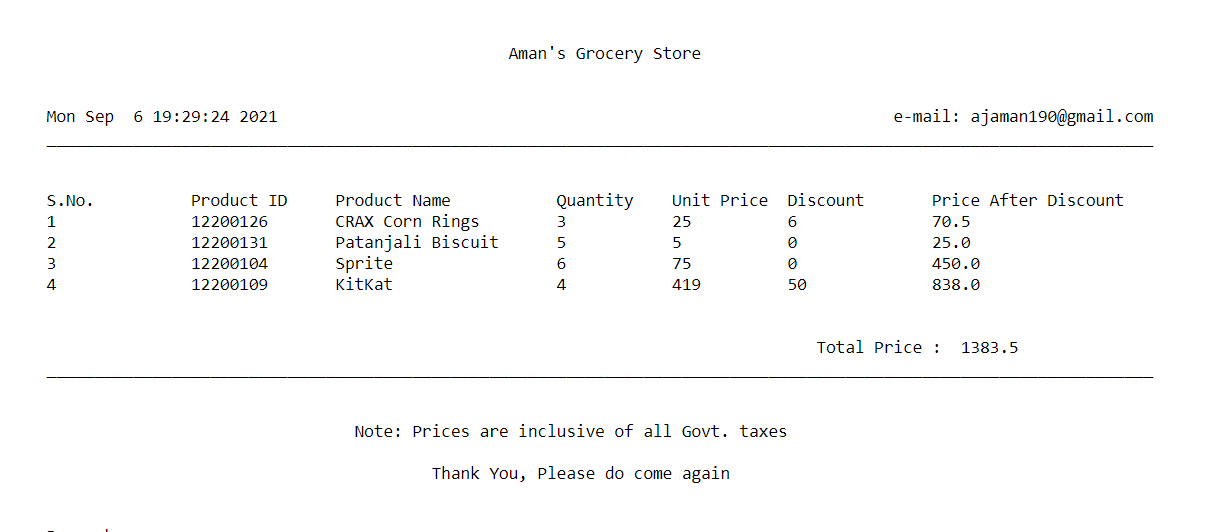 Aman's Grocery Store
Mon Sep  6 19:29:24 2021 e-mail: ajaman190@gmail.com
S.No. Product ID Product Name Quantity Unit Price Discount Price After Discount
1 12200126 CRAX Corn Rings 3 25 6 70.5
2 12200131 Patanjali Biscuit 5 5 0 25.0
3 12200104 Sprite 6 75 0 450.0
4 12200109 KitKat 4 419 50 838.0
Total Price :  1383.5
Note: Prices are inclusive of all Govt. taxes
Thank You, Please do come again